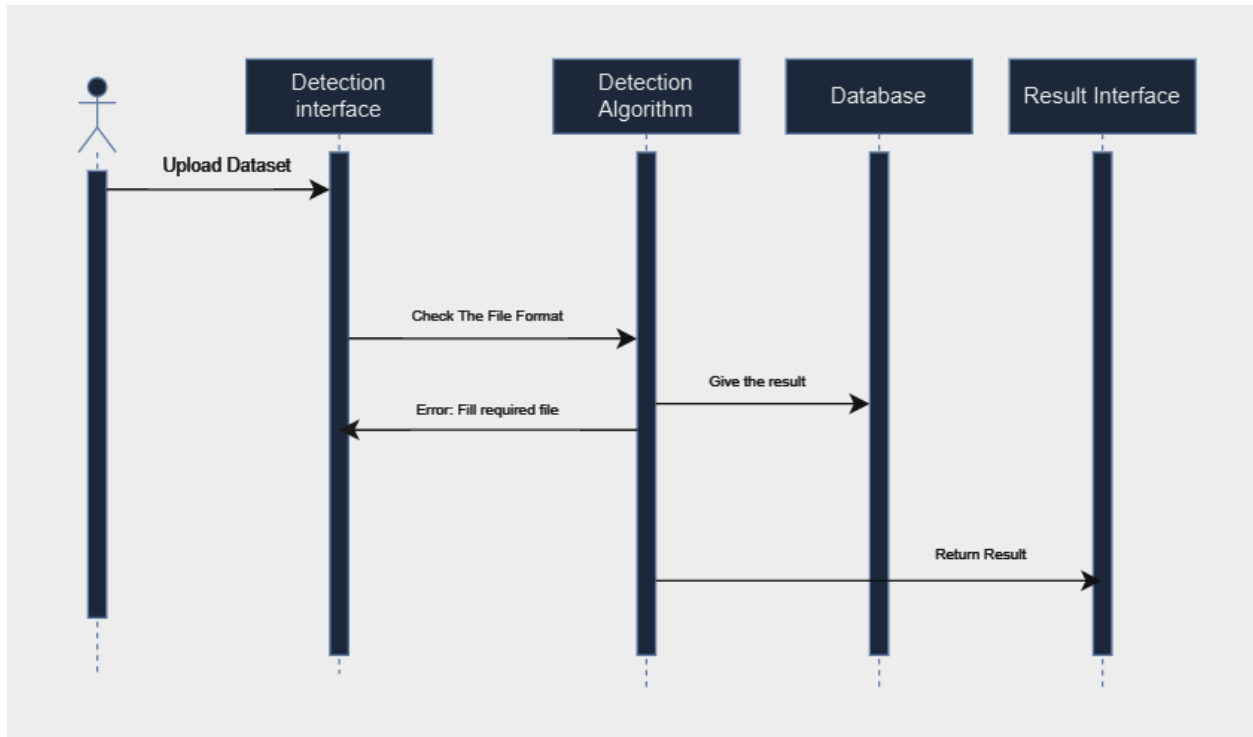 Detection
interface
Detection
Algorithm
Database
Result Interface
Upload Dataset
Check The File Format
Give the result
Error: Fill required file
Return Result